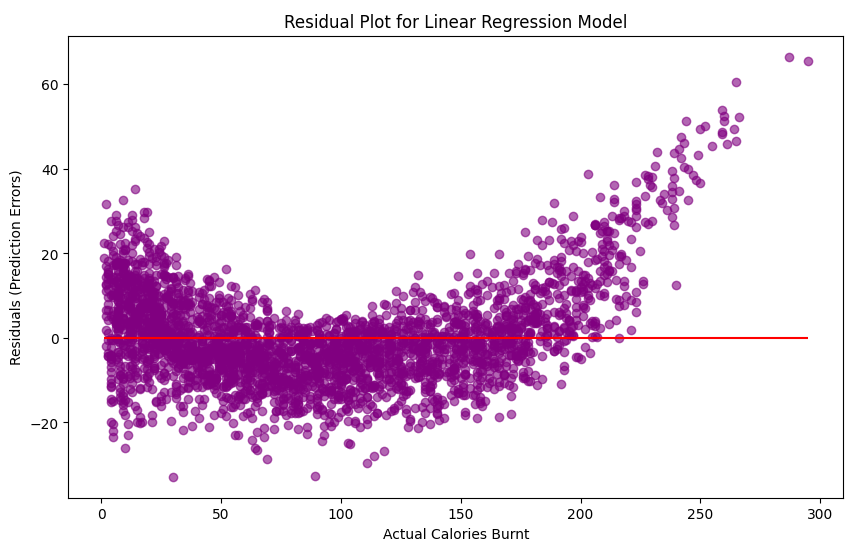 Residual Plot for Linear Regression Model
Residuals (Prediction Errors)
60
40
20
0
−20
0 50 100 150 200 250 300
Actual Calories Burnt